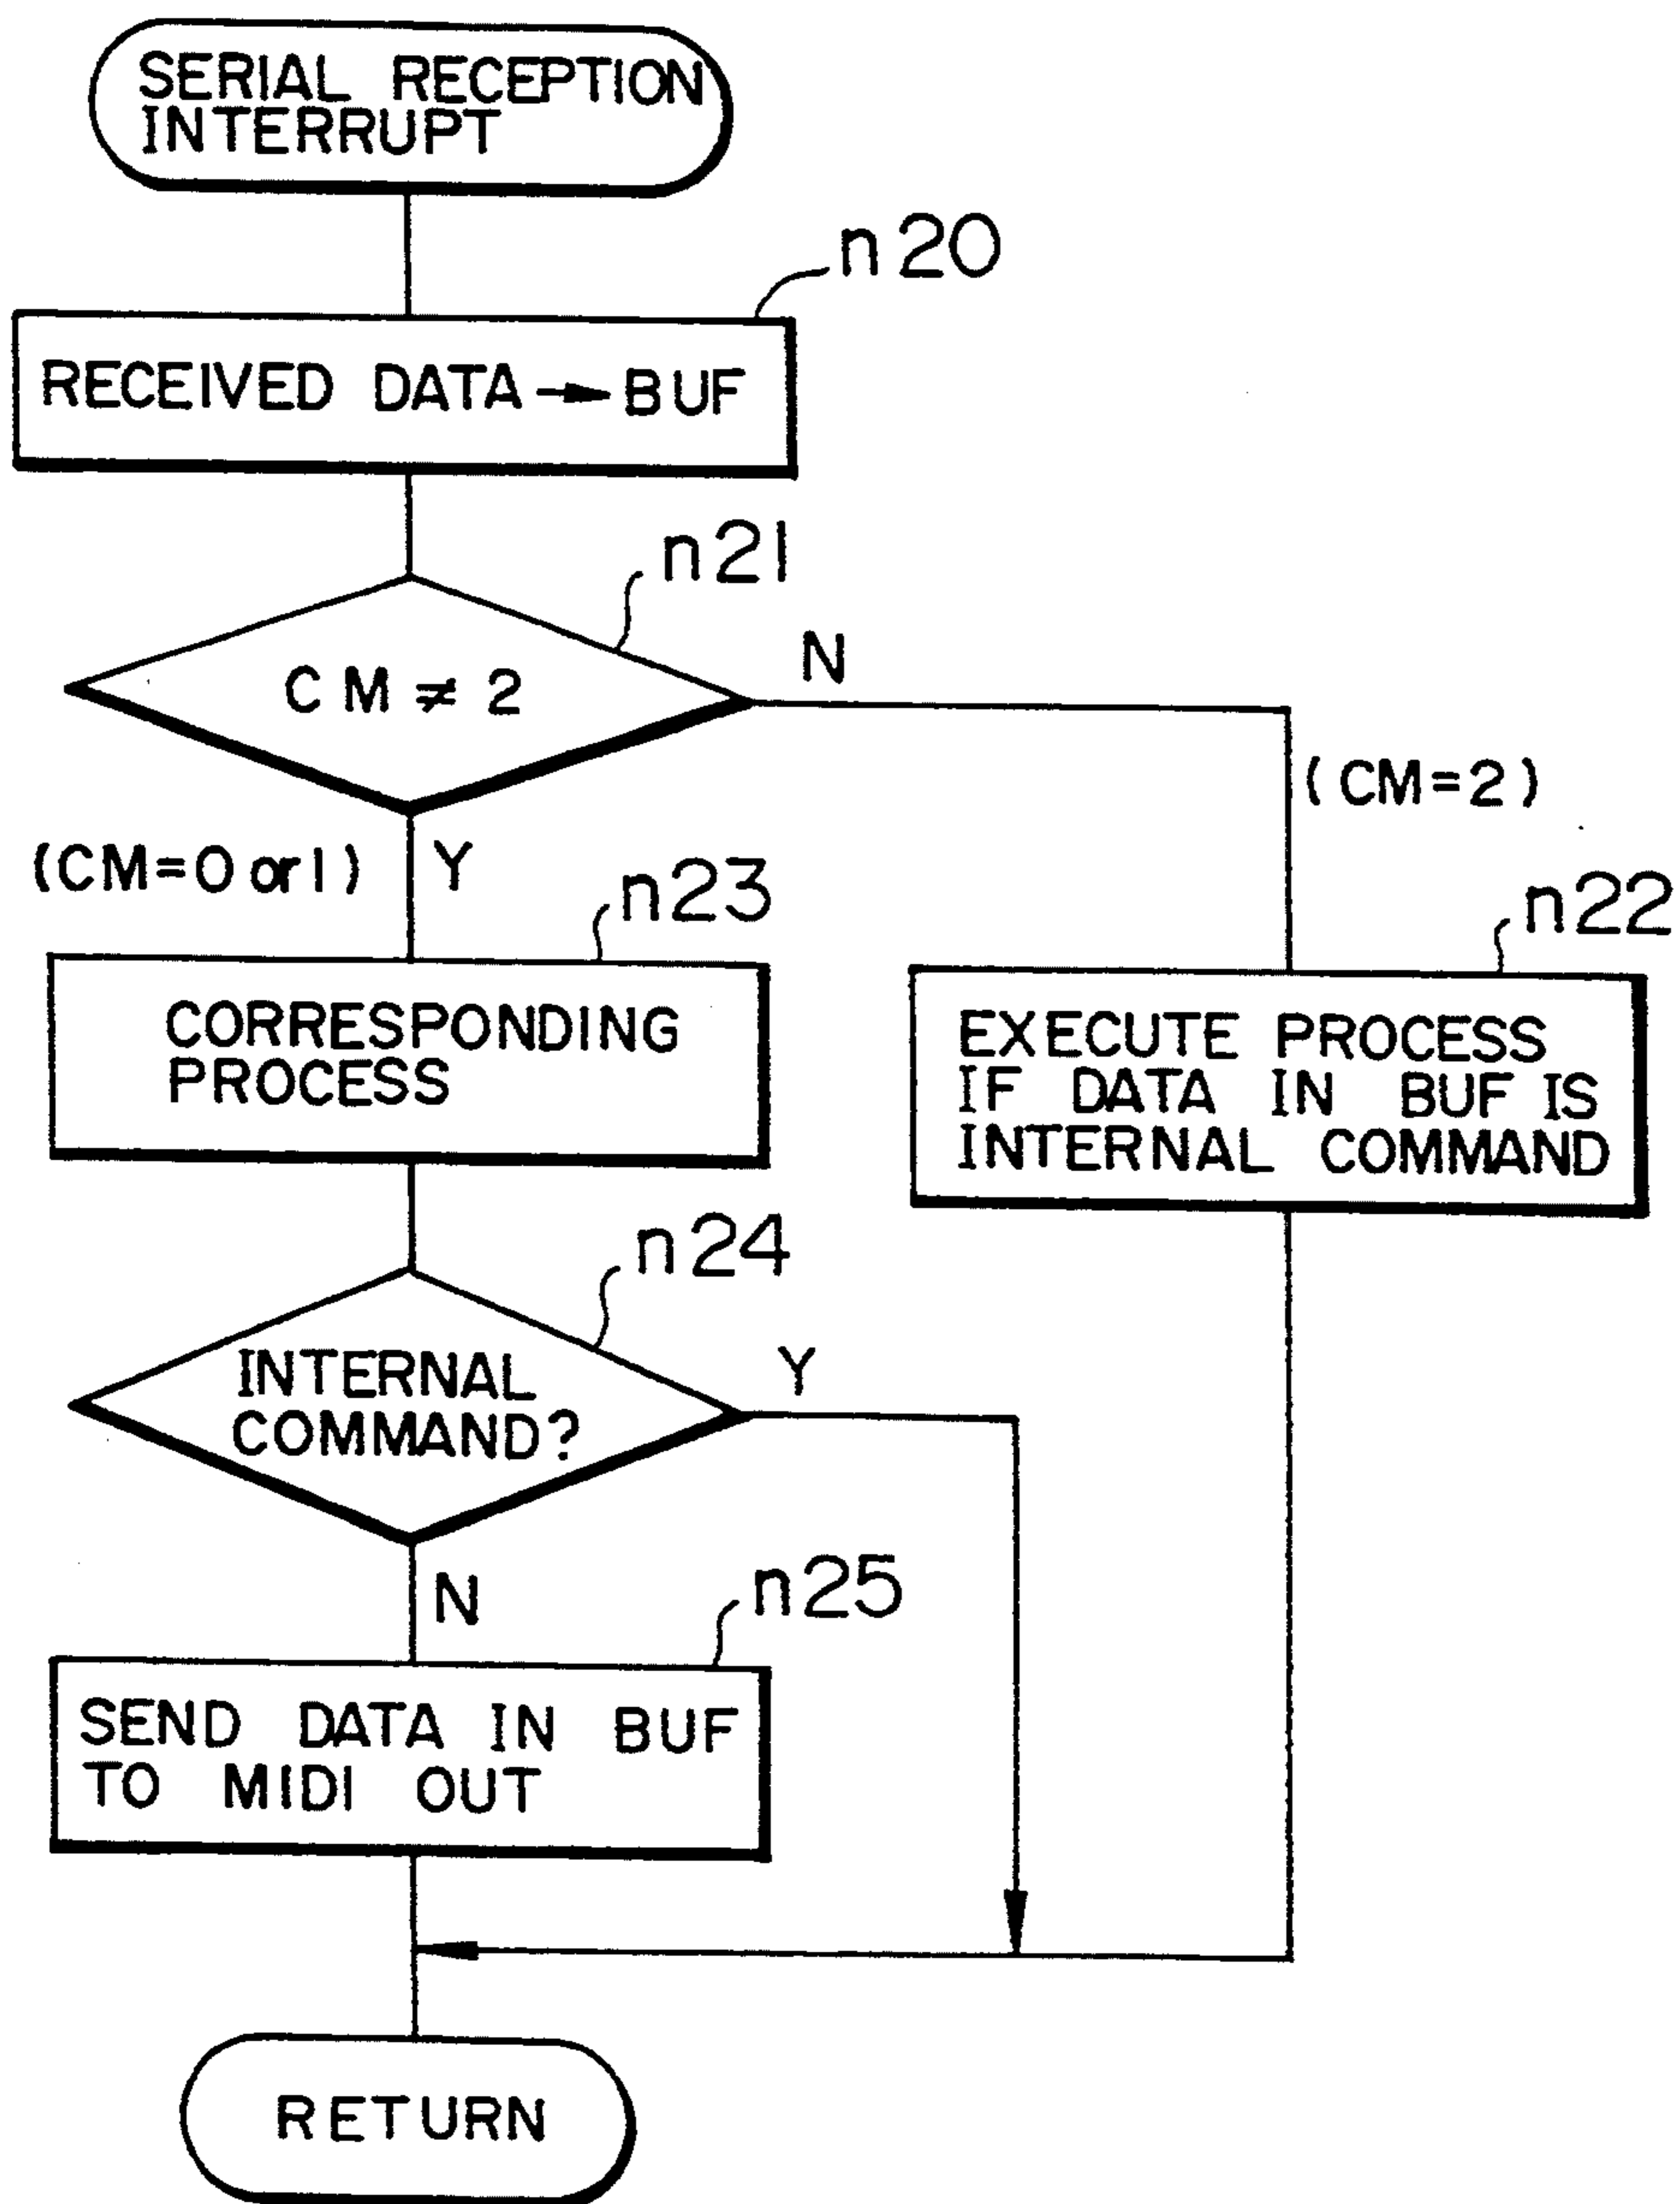 SERIAL RECEPTION
INTERRUPT
n20
RECEIVED DATA → BUF
n21
CM ≠ 2
N
(CM=2)
(CM=0 or 1)
Y
n23
n22
CORRESPONDING
PROCESS
EXECUTE PROCESS
IF DATA IN BUF IS
INTERNAL COMMAND
n24
INTERNAL
COMMAND?
Y
N
n25
SEND DATA IN BUF
TO MIDI OUT
RETURN